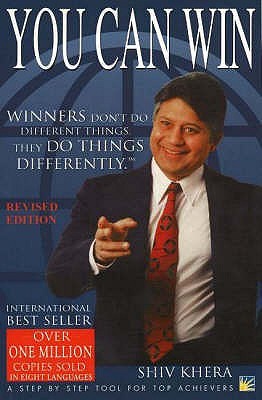 YOU CAN WIN
WINNERS DON'T DO
DIFFERENT THINGS.
THEY DO THINGS
DIFFERENTLY.™
REVISED
EDITION
INTERNATIONAL
BEST SELLER
OVER
ONE MILLION
COPIES SOLD
IN EIGHT LANGUAGES
SHIV KHERA
A STEP BY STEP TOOL FOR TOP ACHIEVERS